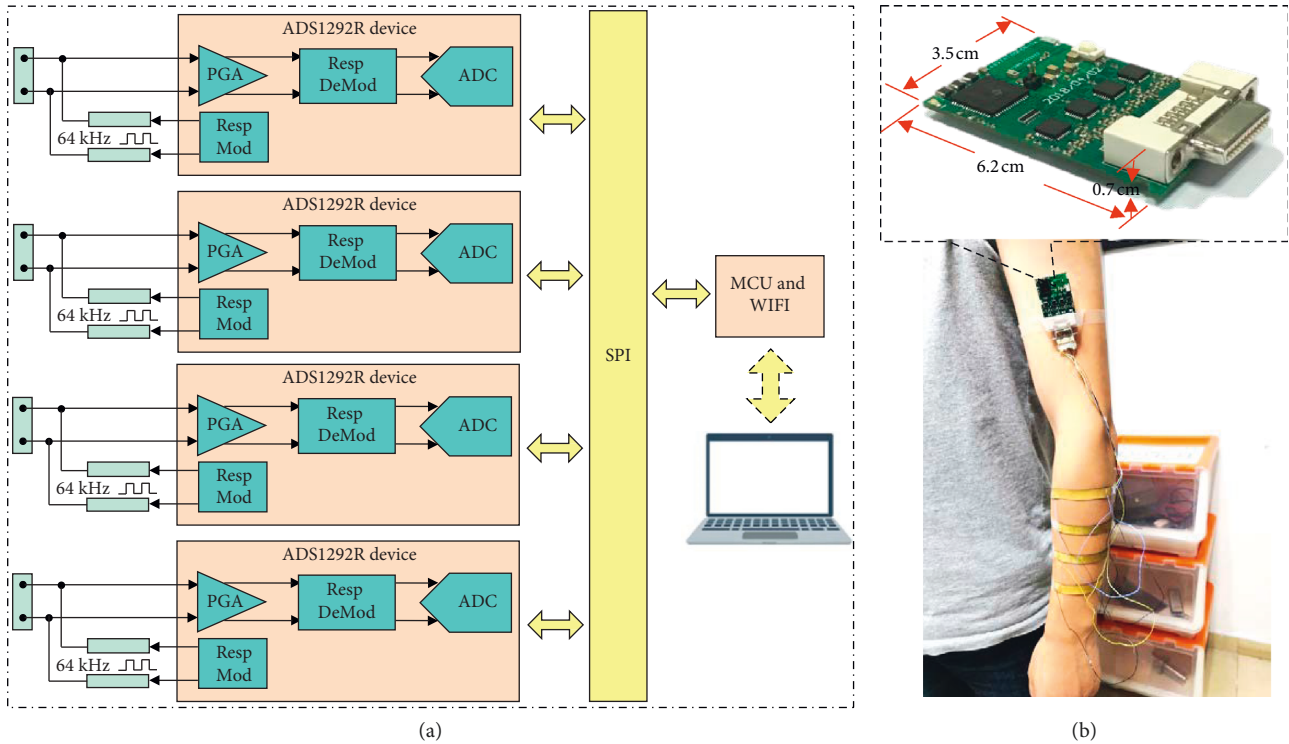 ADS1292R device
PGA
Resp
DeMod
ADC
64 kHz
Resp
Mod
ADS1292R device
PGA
Resp
DeMod
ADC
64 kHz
Resp
Mod
ADS1292R device
PGA
Resp
DeMod
ADC
64 kHz
Resp
Mod
ADS1292R device
PGA
Resp
DeMod
ADC
64 kHz
Resp
Mod
SPI
MCU and
WIFI
(a)
3.5 cm
6.2 cm
0.7 cm
(b)